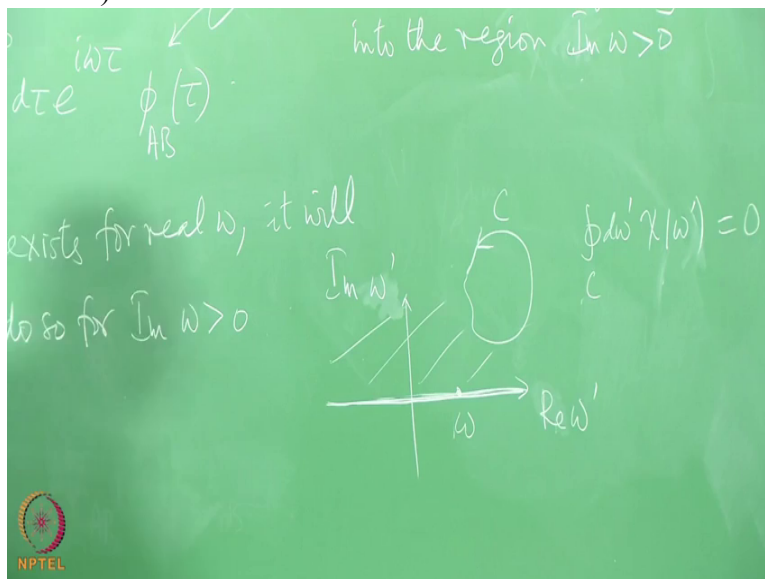 into the region Im ω > 0
dτ e^{iωτ} φ_{AB}(τ)
exists for real ω, it will
do so for Im ω > 0
Im ω'
C
∮_C dω' χ(ω') = 0
ω
Re ω'
NPTEL